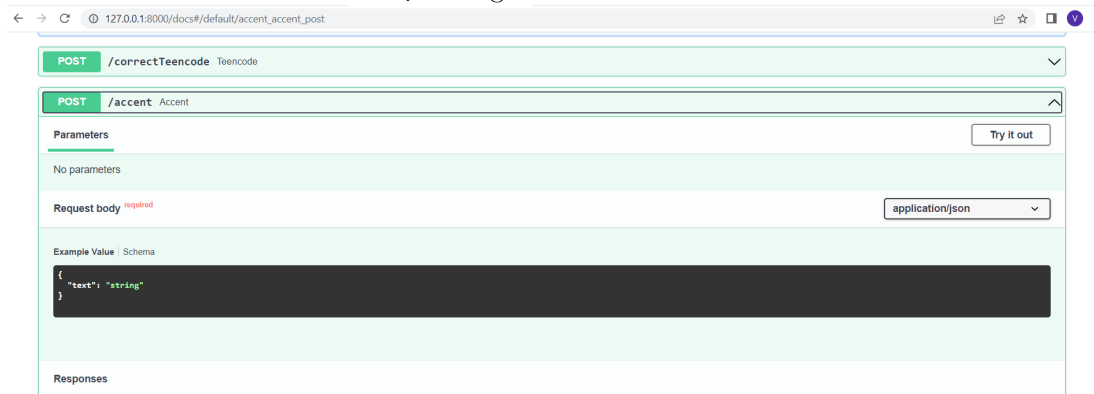 127.0.0.1:8000/docs#/default/accent_accent_post
V
POST /correctTeencode Teencode
POST /accent Accent
Parameters
Try it out
No parameters
Request body required
application/json
Example Value | Schema
{
"text": "string"
}
Responses